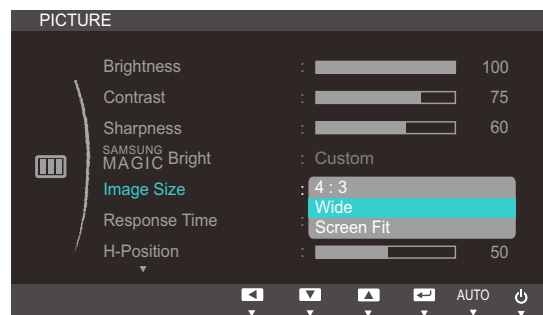 PICTURE
Brightness : 100
Contrast : 75
Sharpness : 60
SAMSUNG
MAGIC Bright : Custom
Image Size : 4 : 3
Wide
Response Time : Screen Fit
H-Position : 50
AUTO